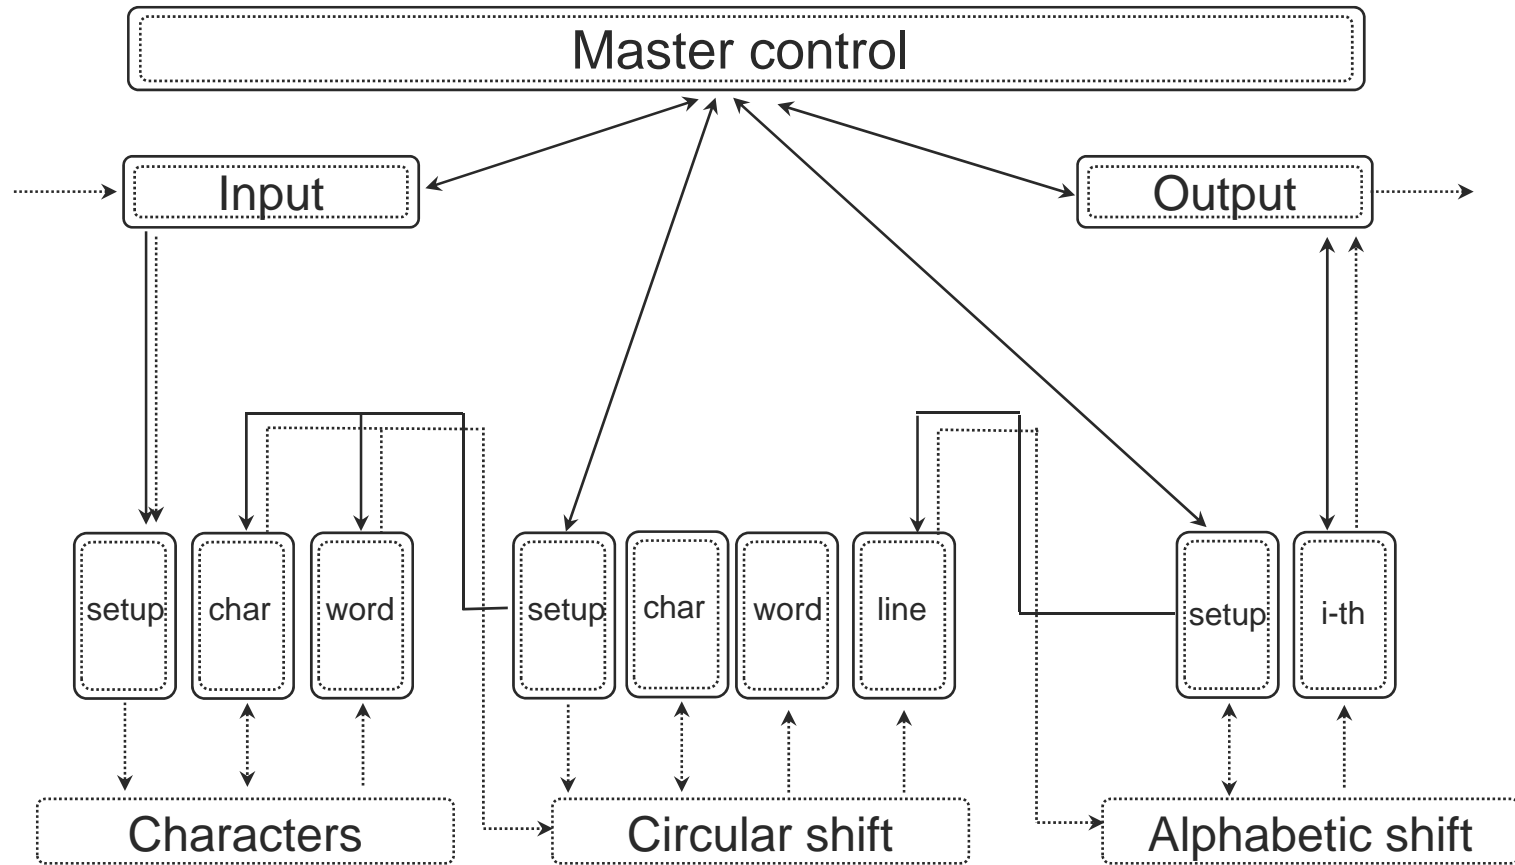 Master control
Input
Output
setup
char
word
setup
char
word
line
setup
i-th
Characters
Circular shift
Alphabetic shift